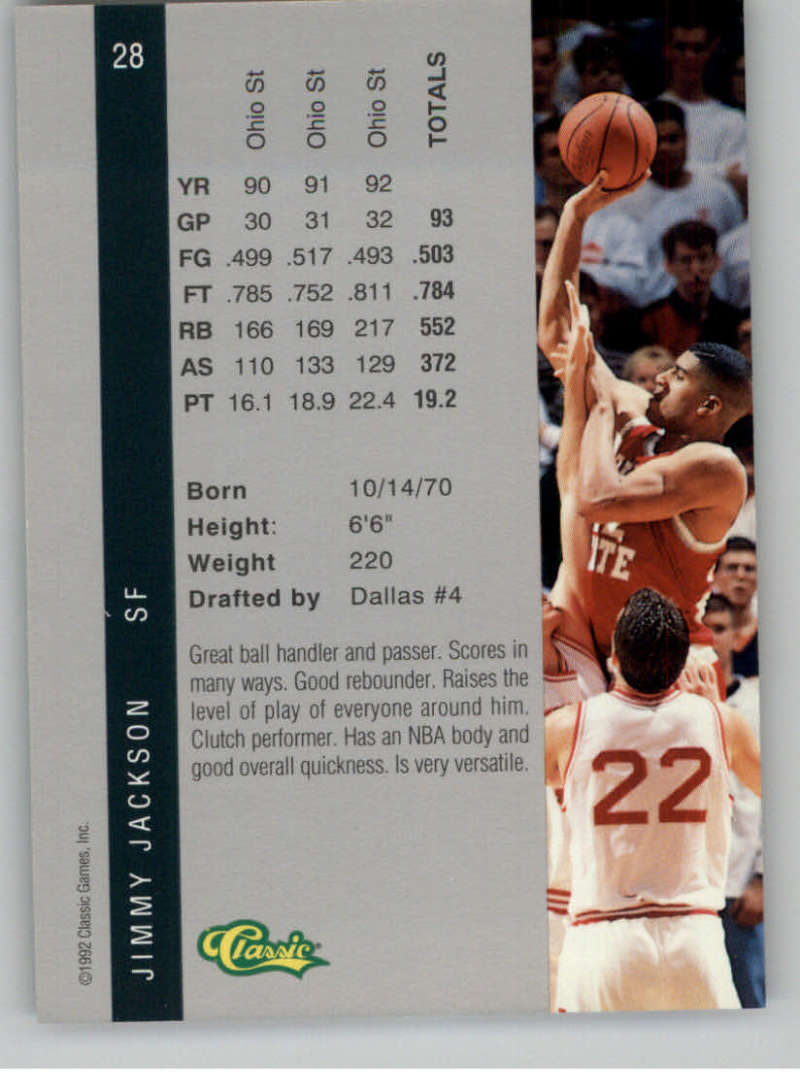 28
Ohio St Ohio St Ohio St TOTALS
YR 90 91 92
GP 30 31 32 93
FG .499 .517 .493 .503
FT .785 .752 .811 .784
RB 166 169 217 552
AS 110 133 129 372
PT 16.1 18.9 22.4 19.2
Born 10/14/70
Height: 6'6"
Weight 220
Drafted by Dallas #4
Great ball handler and passer. Scores in
many ways. Good rebounder. Raises the
level of play of everyone around him.
Clutch performer. Has an NBA body and
good overall quickness. Is very versatile.
JIMMY JACKSON SF
©1992 Classic Games, Inc.
Classic
22